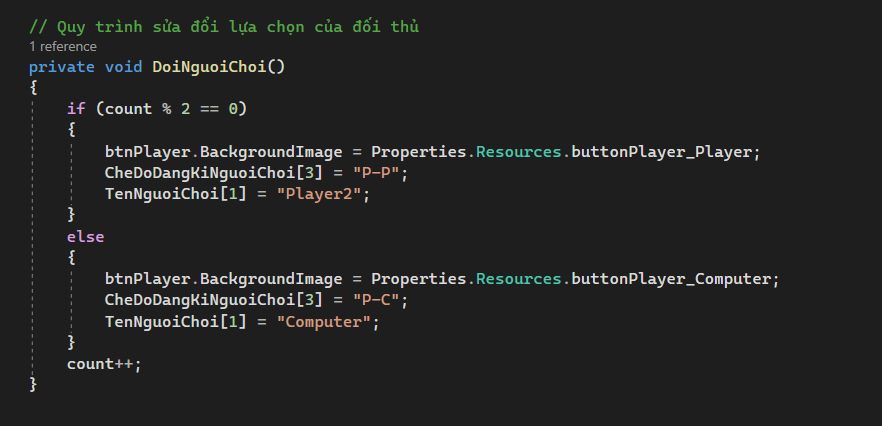 // Quy trình sửa đổi lựa chọn của đối thủ
1 reference
private void DoiNguoiChoi()
{
if (count % 2 == 0)
{
btnPlayer.BackgroundImage = Properties.Resources.buttonPlayer_Player;
CheDoDangKiNguoiChoi[3] = "P-P";
TenNguoiChoi[1] = "Player2";
}
else
{
btnPlayer.BackgroundImage = Properties.Resources.buttonPlayer_Computer;
CheDoDangKiNguoiChoi[3] = "P-C";
TenNguoiChoi[1] = "Computer";
}
count++;
}